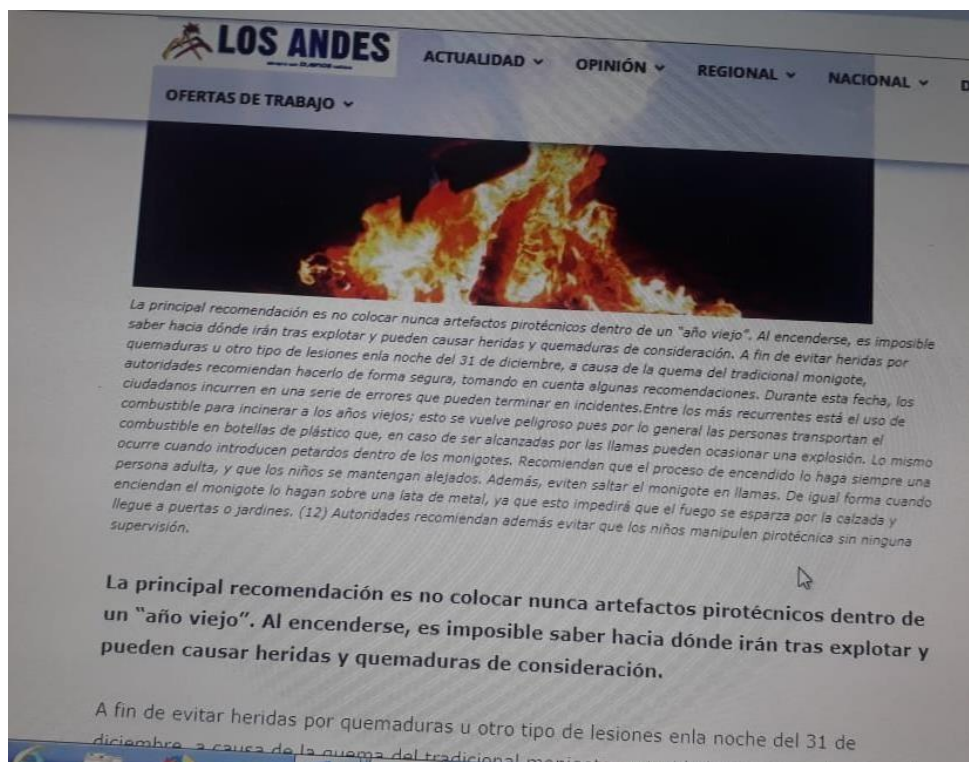 LOS ANDES
ACTUALIDAD
OPINIÓN
REGIONAL
NACIONAL
D
OFERTAS DE TRABAJO
La principal recomendación es no colocar nunca artefactos pirotécnicos dentro de un "año viejo". Al encenderse, es imposible
saber hacia dónde irán tras explotar y pueden causar heridas y quemaduras de consideración. A fin de evitar heridas por
quemaduras u otro tipo de lesiones enla noche del 31 de diciembre, a causa de la quema del tradicional monigote,
autoridades recomiendan hacerlo de forma segura, tomando en cuenta algunas recomendaciones. Durante esta fecha, los
ciudadanos incurren en una serie de errores que pueden terminar en incidentes.Entre los más recurrentes está el uso de
combustible para incinerar a los años viejos; esto se vuelve peligroso pues por lo general las personas transportan el
combustible en botellas de plástico que, en caso de ser alcanzadas por las llamas pueden ocasionar una explosión. Lo mismo
ocurre cuando introducen petardos dentro de los monigotes. Recomiendan que el proceso de encendido lo haga siempre una
persona adulta, y que los niños se mantengan alejados. Además, eviten saltar el monigote en llamas. De igual forma cuando
enciendan el monigote lo hagan sobre una lata de metal, ya que esto impedirá que el fuego se esparza por la calzada y
llegue a puertas o jardines. (12) Autoridades recomiendan además evitar que los niños manipulen pirotécnica sin ninguna
supervisión.
La principal recomendación es no colocar nunca artefactos pirotécnicos dentro de
un "año viejo". Al encenderse, es imposible saber hacia dónde irán tras explotar y
pueden causar heridas y quemaduras de consideración.
A fin de evitar heridas por quemaduras u otro tipo de lesiones enla noche del 31 de
diciembre, a causa de la quema del tradicional